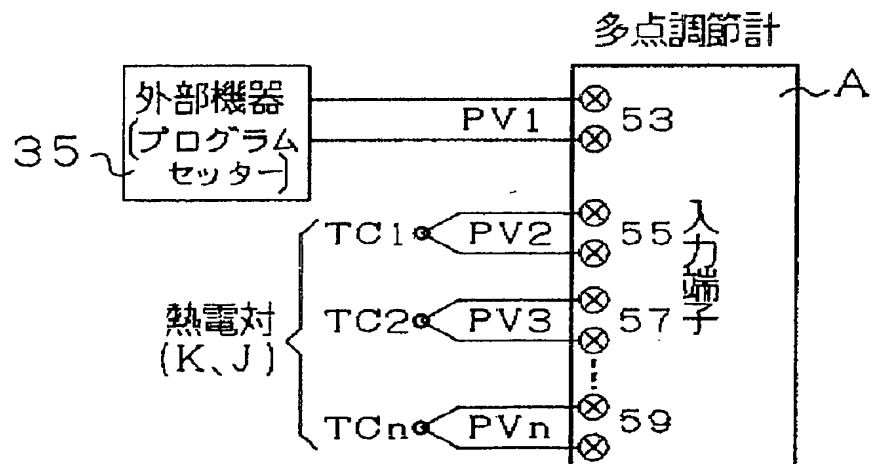 多点調節計
A
外部機器
(プログラム
セッター)
35
PV1
53
TC1
PV2
55
入力端子
熱電対
(K、J)
TC2
PV3
57
TCn
PVn
59